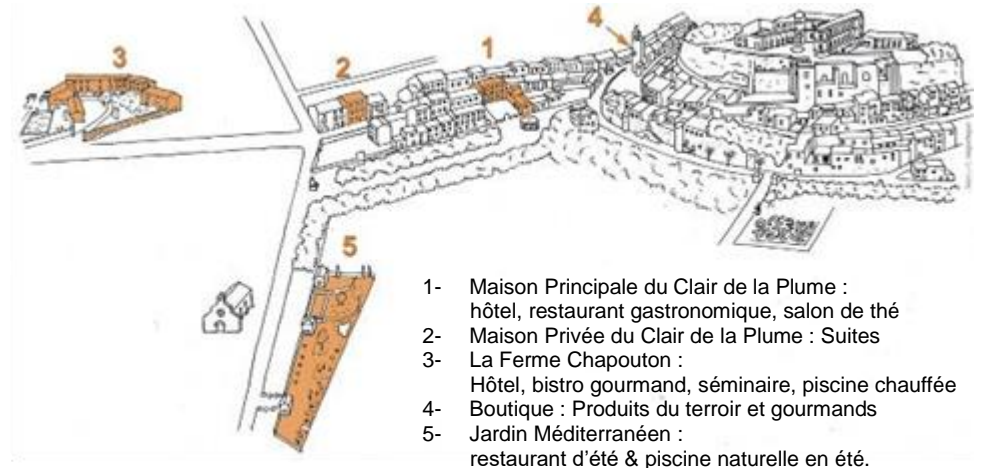 4
3
1
2
5
1- Maison Principale du Clair de la Plume :
hôtel, restaurant gastronomique, salon de thé
2- Maison Privée du Clair de la Plume : Suites
3- La Ferme Chapouton :
Hôtel, bistro gourmand, séminaire, piscine chauffée
4- Boutique : Produits du terroir et gourmands
5- Jardin Méditerranéen :
restaurant d'été & piscine naturelle en été.